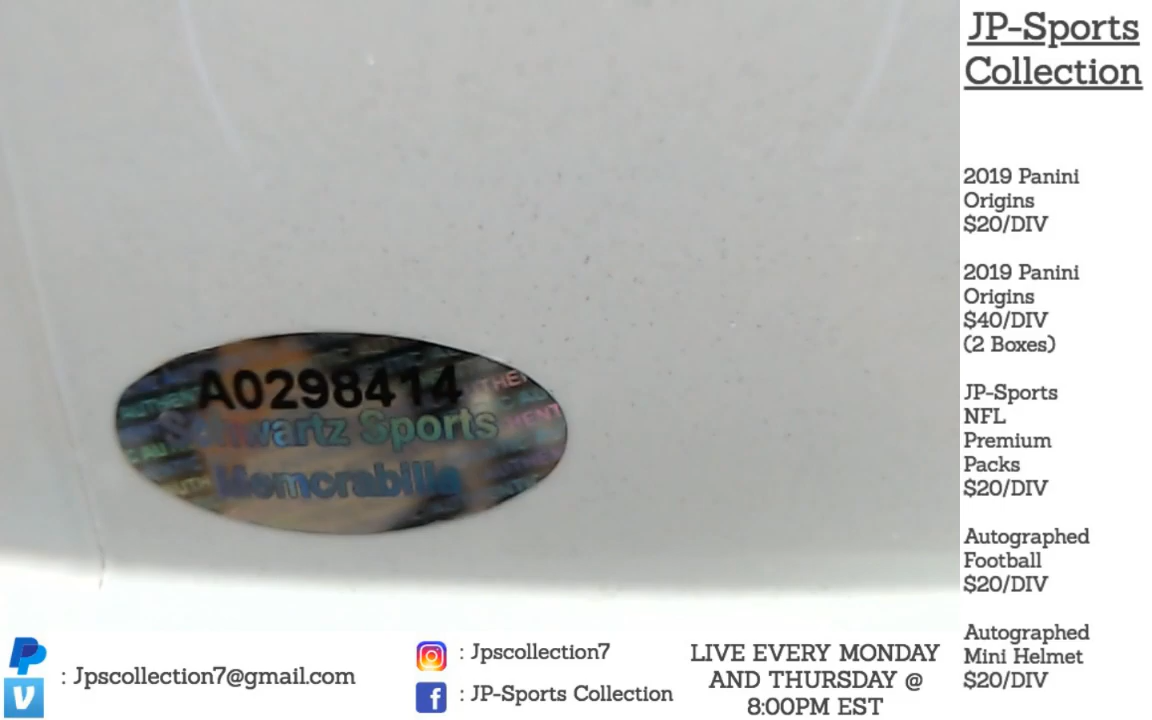 JP-Sports
Collection
2019 Panini
Origins
$20/DIV
2019 Panini
Origins
$40/DIV
(2 Boxes)
JP-Sports
NFL
Premium
Packs
$20/DIV
Autographed
Football
$20/DIV
Autographed
Mini Helmet
$20/DIV
A0298414
Schwartz Sports
Memorabilia
: Jpscollection7@gmail.com
: Jpscollection7
: JP-Sports Collection
LIVE EVERY MONDAY
AND THURSDAY @
8:00PM EST